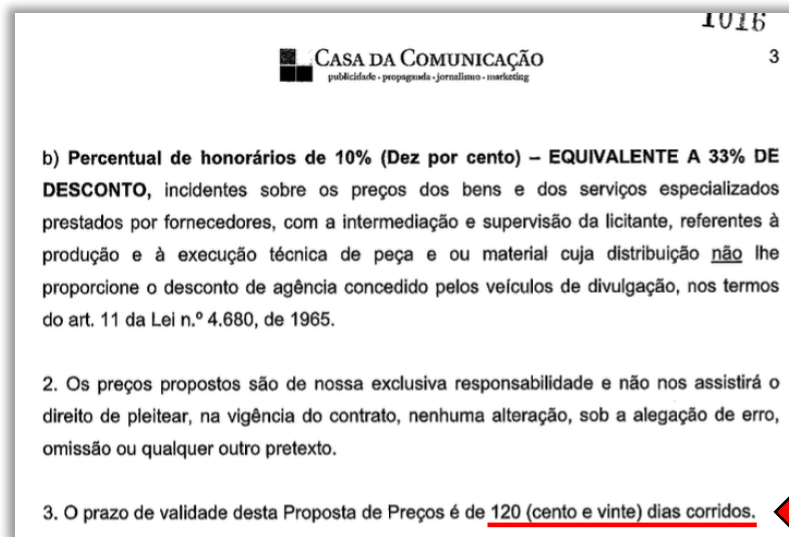 1016
CASA DA COMUNICAÇÃO
publicidade - propaganda - jornalismo - marketing
3
b) Percentual de honorários de 10% (Dez por cento) – EQUIVALENTE A 33% DE
DESCONTO, incidentes sobre os preços dos bens e dos serviços especializados
prestados por fornecedores, com a intermediação e supervisão da licitante, referentes à
produção e à execução técnica de peça e ou material cuja distribuição não lhe
proporcione o desconto de agência concedido pelos veículos de divulgação, nos termos
do art. 11 da Lei n.º 4.680, de 1965.
2. Os preços propostos são de nossa exclusiva responsabilidade e não nos assistirá o
direito de pleitear, na vigência do contrato, nenhuma alteração, sob a alegação de erro,
omissão ou qualquer outro pretexto.
3. O prazo de validade desta Proposta de Preços é de 120 (cento e vinte) dias corridos.